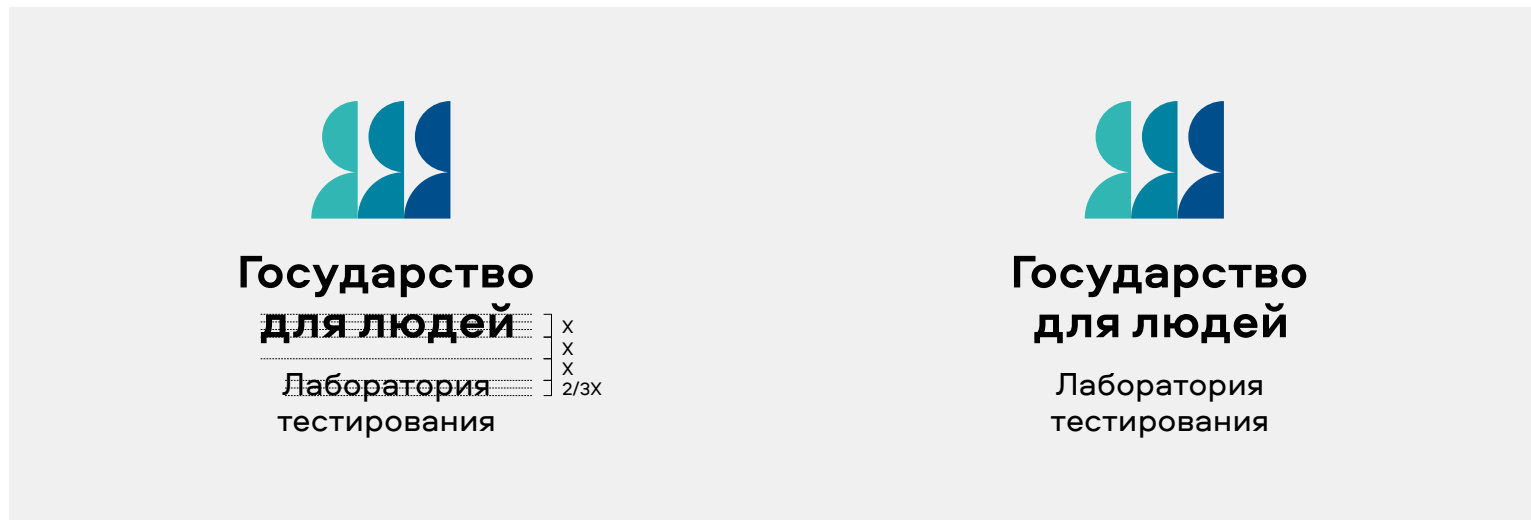 Государство
для людей
X
X
X
2/3X
Лаборатория
тестирования
Государство
для людей
Лаборатория
тестирования